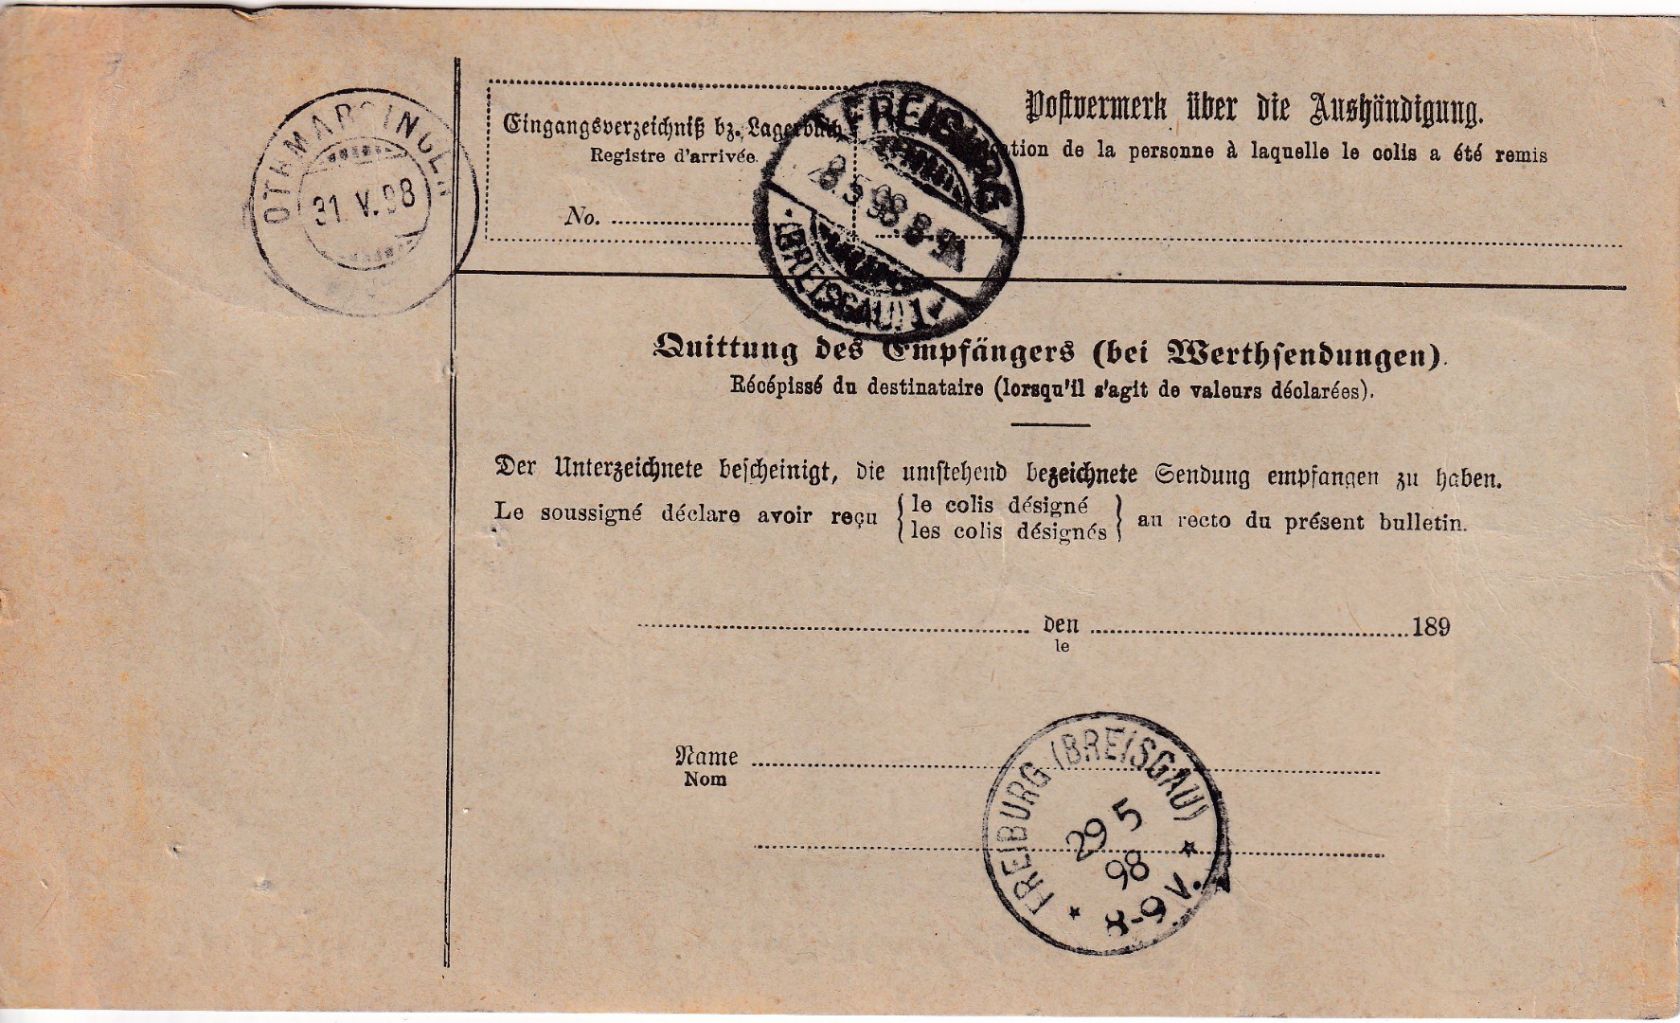 OTHMARSINGEN
31.V.98
Eingangsverzeichniß bz. Lagerbuch
Registre d'arrivée
No.
FREIBURG
8-9V
(BREISGAU) 1
Postvermerk über die Aushändigung.
de la personne à laquelle le colis a été remis
Quittung des Empfängers (bei Werthsendungen).
Récépissé du destinataire (lorsqu'il s'agit de valeurs déclarées).
Der Unterzeichnete bescheinigt, die umstehend bezeichnete Sendung empfangen zu haben.
Le soussigné déclare avoir reçu { le colis désigné } au recto du présent bulletin.
les colis désignés
den 189
le
Name
Nom
FREIBURG (BREISGAU)
29 5
98
8-9 V.